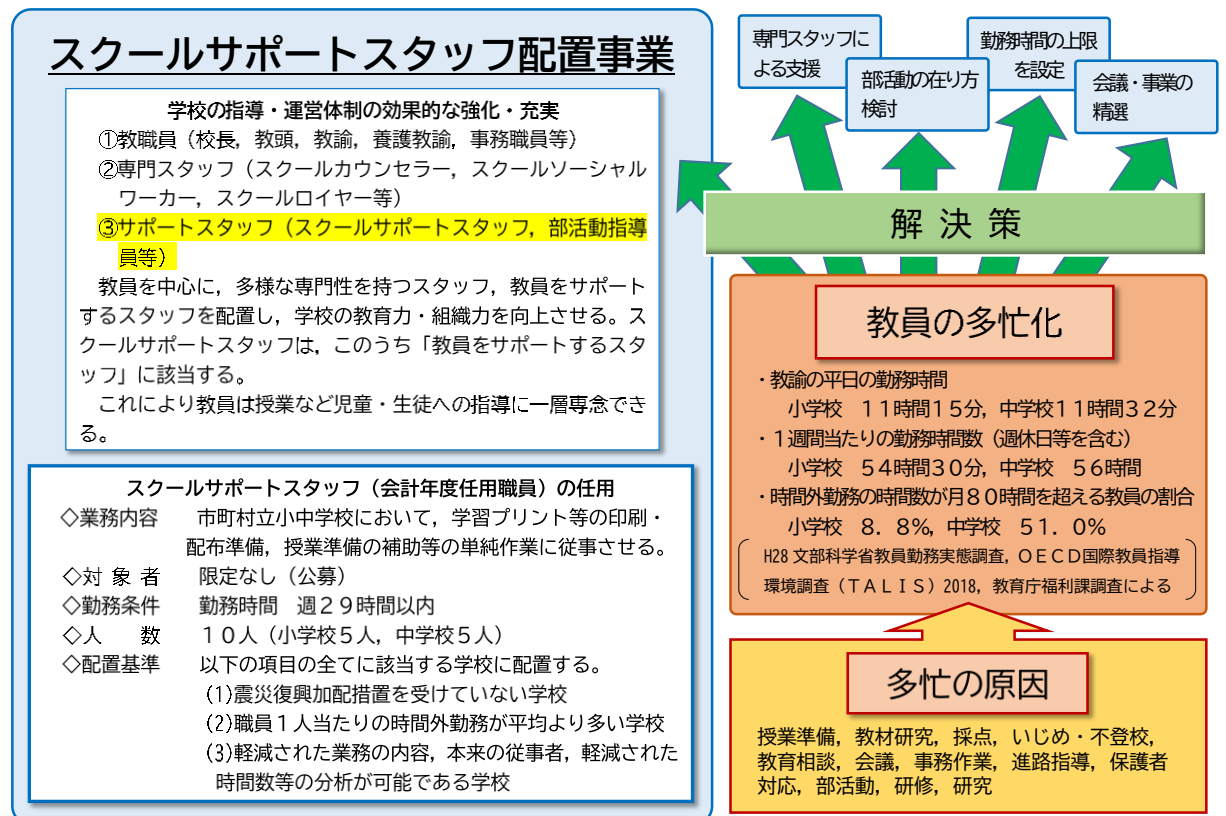 スクールサポートスタッフ配置事業
学校の指導・運営体制の効果的な強化・充実
①教職員（校長，教頭，教諭，養護教諭，事務職員等）
②専門スタッフ（スクールカウンセラー，スクールソーシャル
ワーカー，スクールロイヤー等）
③サポートスタッフ（スクールサポートスタッフ，部活動指導
員等）
教員を中心に，多様な専門性を持つスタッフ，教員をサポート
するスタッフを配置し，学校の教育力・組織力を向上させる。ス
クールサポートスタッフは，このうち「教員をサポートするスタ
ッフ」に該当する。
これにより教員は授業など児童・生徒への指導に一層専念でき
る。
スクールサポートスタッフ（会計年度任用職員）の任用
◇業務内容　市町村立小中学校において，学習プリント等の印刷・
配布準備，授業準備の補助等の単純作業に従事させる。
◇対 象 者　限定なし（公募）
◇勤務条件　勤務時間　週２９時間以内
◇人　　数　１０人（小学校５人，中学校５人）
◇配置基準　以下の項目の全てに該当する学校に配置する。
(1)震災復興加配措置を受けていない学校
(2)職員１人当たりの時間外勤務が平均より多い学校
(3)軽減された業務の内容，本来の従事者，軽減された
時間数等の分析が可能である学校
専門スタッフに
よる支援
部活動の在り方
検討
勤務時間の上限
を設定
会議・事業の
精選
解 決 策
教員の多忙化
・教諭の平日の勤務時間
小学校　１１時間１５分，中学校１１時間３２分
・１週間当たりの勤務時間数（週休日等を含む）
小学校　５４時間３０分，中学校　５６時間
・時間外勤務の時間数が月８０時間を超える教員の割合
小学校　８．８％，中学校　５１．０％
H28 文部科学省教員勤務実態調査，ＯＥＣＤ国際教員指導
環境調査（ＴＡＬＩＳ）2018，教育庁福利課調査による
多忙の原因
授業準備，教材研究，採点，いじめ・不登校，
教育相談，会議，事務作業，進路指導，保護者
対応，部活動，研修，研究